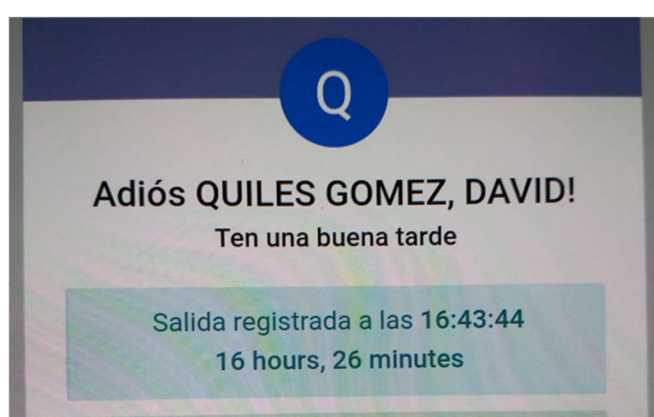 Q
Adiós QUILES GOMEZ, DAVID!
Ten una buena tarde
Salida registrada a las 16:43:44
16 hours, 26 minutes